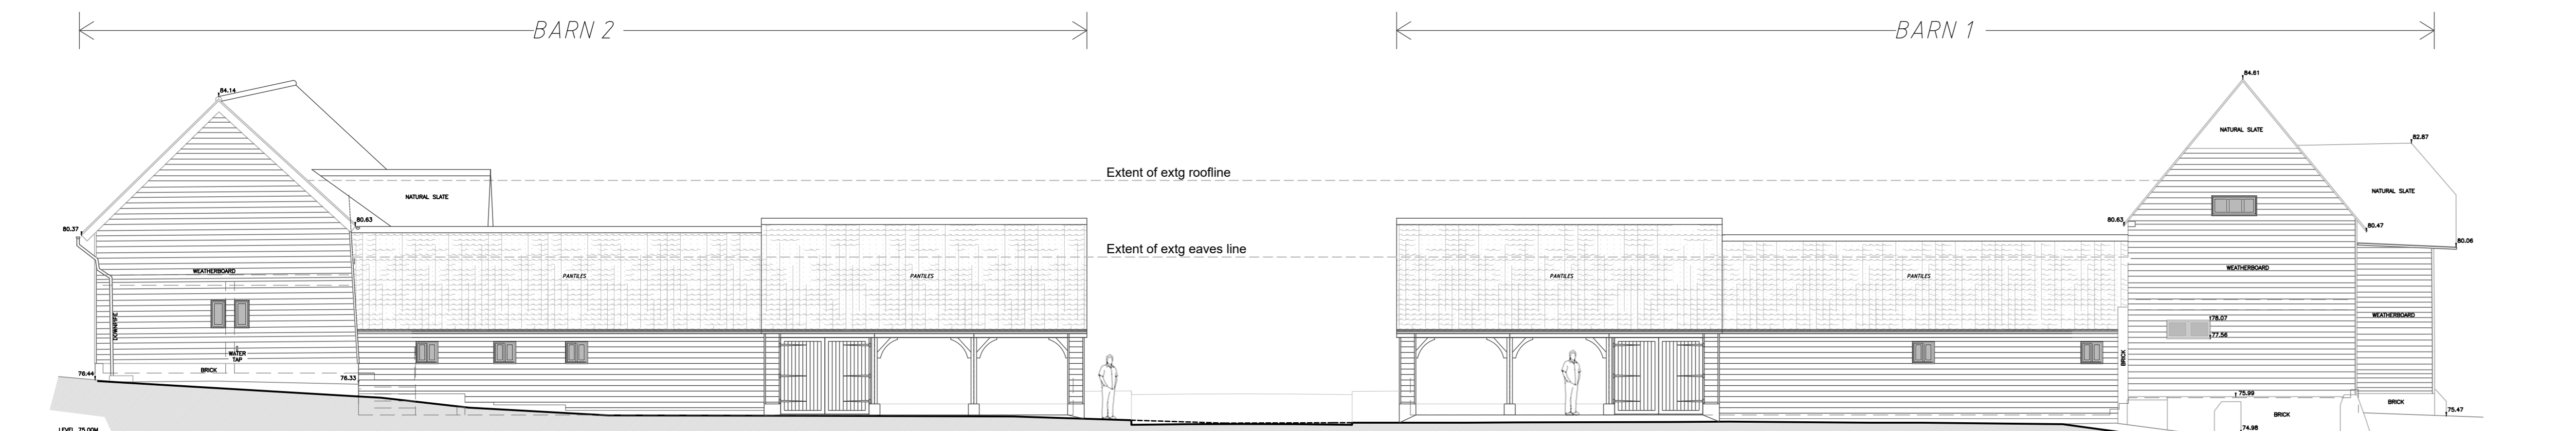 BARN 2
BARN 1
84.14
84.61
NATURAL SLATE
82.87
Extent of extg roofline
NATURAL SLATE
NATURAL SLATE
80.63
80.63
80.47
80.37
80.06
Extent of extg eaves line
WEATHERBOARD
PANTILES
PANTILES
PANTILES
PANTILES
WEATHERBOARD
DOWNPIPE
78.07
WEATHERBOARD
77.56
WATER
TAP
BRICK
BRICK
76.44
76.33
75.99
BRICK
BRICK
75.47
74.98
LEVEL 75.00M